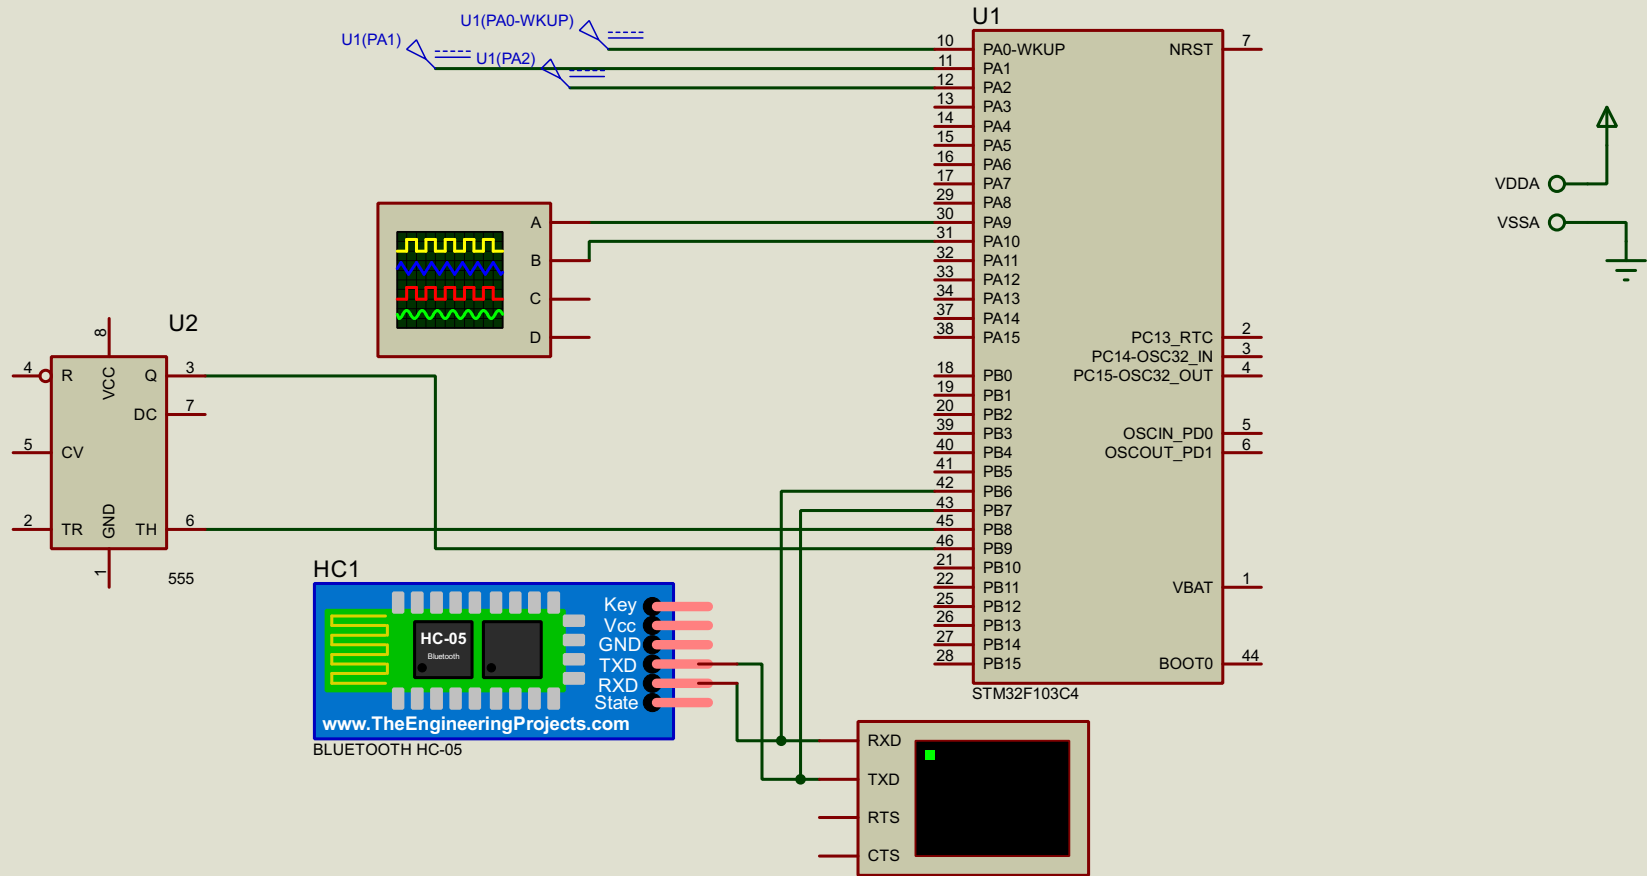 U1(PA0-WKUP)
U1(PA1)
U1(PA2)
U1
10 PA0-WKUP
11 PA1
12 PA2
13 PA3
14 PA4
15 PA5
16 PA6
17 PA7
29 PA8
30 PA9
31 PA10
32 PA11
33 PA12
34 PA13
37 PA14
38 PA15
18 PB0
19 PB1
20 PB2
39 PB3
40 PB4
41 PB5
42 PB6
43 PB7
45 PB8
46 PB9
21 PB10
22 PB11
25 PB12
26 PB13
27 PB14
28 PB15
NRST 7
PC13_RTC 2
PC14-OSC32_IN 3
PC15-OSC32_OUT 4
OSCIN_PD0 5
OSCOUT_PD1 6
VBAT 1
BOOT0 44
STM32F103C4
VDDA
VSSA
A
B
C
D
U2
8
VCC
4 R
Q 3
DC 7
5 CV
2 TR
TH 6
GND
1
555
HC1
Key
Vcc
GND
TXD
RXD
State
HC-05
Bluetooth
www.TheEngineeringProjects.com
BLUETOOTH HC-05
RXD
TXD
RTS
CTS